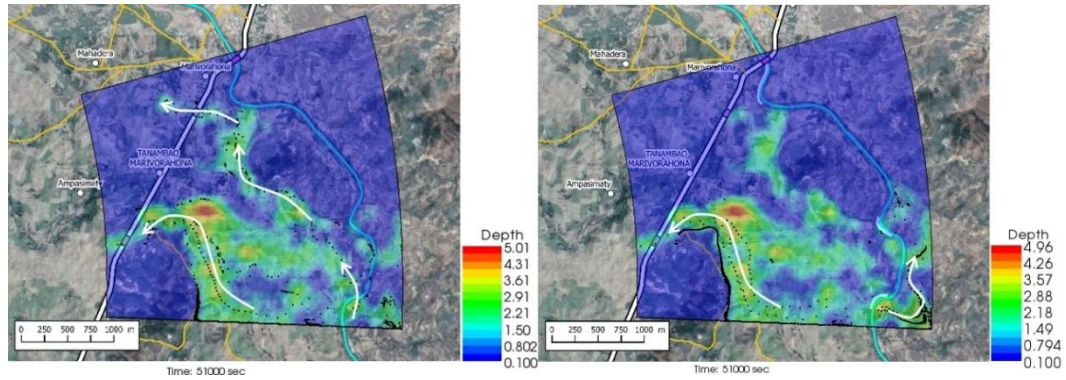 Mahadera
Marivorahona
TANAMBAO
MARIVORAHONA
Ampasimaty
Depth
5.01
4.31
3.61
2.91
2.21
1.50
0.802
0.100
0 250 500 750 1000 m
Time: 51000 sec
Mahadera
Marivorahona
TANAMBAO
MARIVORAHONA
Ampasimaty
Depth
4.96
4.26
3.57
2.88
2.18
1.49
0.794
0.100
0 250 500 750 1000 m
Time: 51000 sec